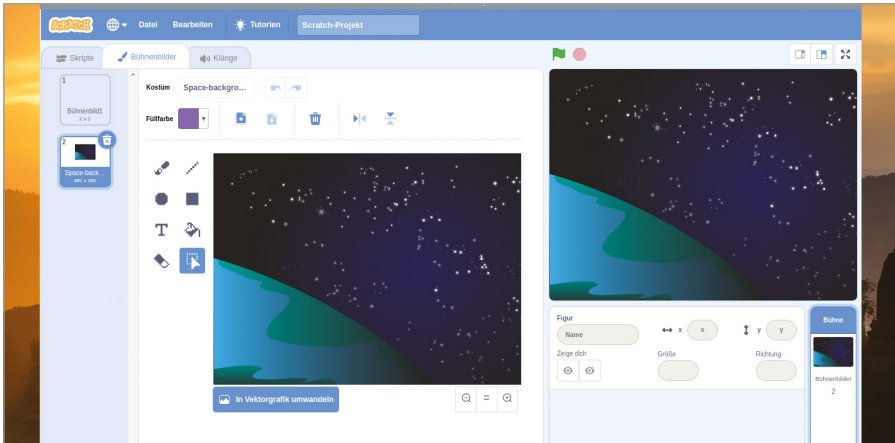 SCRATCH
Datei Bearbeiten Tutorien Scratch-Projekt
Skripte Bühnenbilder Klänge
1
Bühnenbild1
2 x 2
2
Space-back...
480 x 360
Kostüm Space-backgro...
Füllfarbe
T
In Vektorgrafik umwandeln
Figur
Name
x x
y y
Zeige dich Größe Richtung
Bühne
Bühnenbilder
2